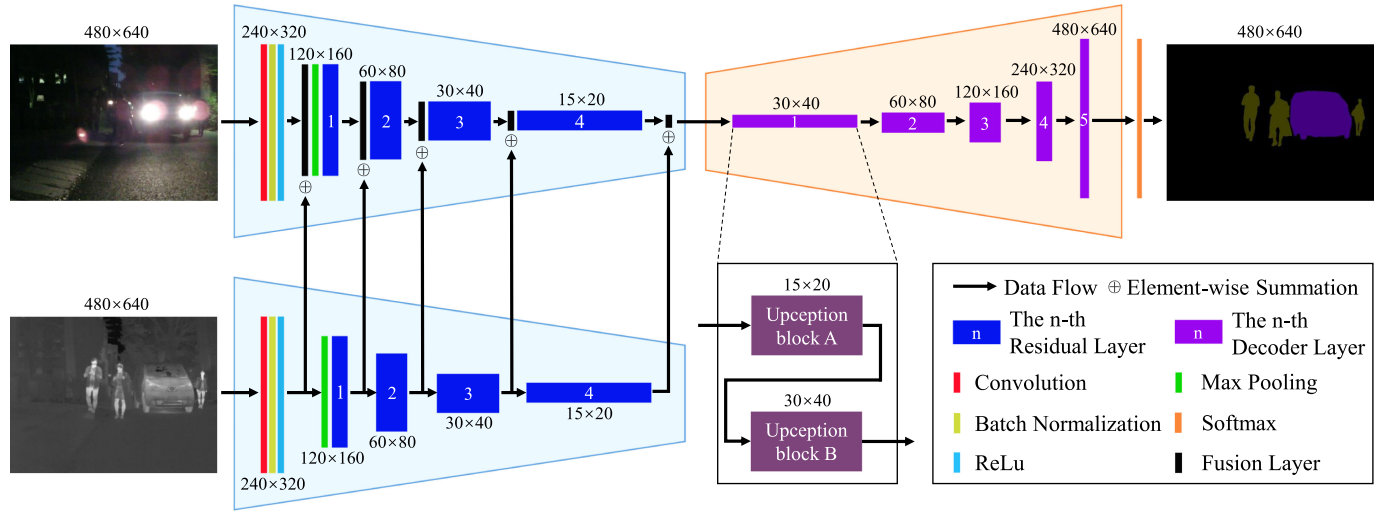 480×640
240×320
120×160
1
60×80
2
30×40
3
15×20
4
30×40
1
60×80
2
120×160
3
240×320
4
480×640
5
480×640
⊕
⊕
⊕
⊕
⊕
480×640
240×320
1
120×160
2
60×80
3
30×40
4
15×20
15×20
Upception
block A
30×40
Upception
block B
Data Flow ⊕ Element-wise Summation
n
The n-th
Residual Layer
n
The n-th
Decoder Layer
Convolution
Max Pooling
Batch Normalization
Softmax
ReLu
Fusion Layer